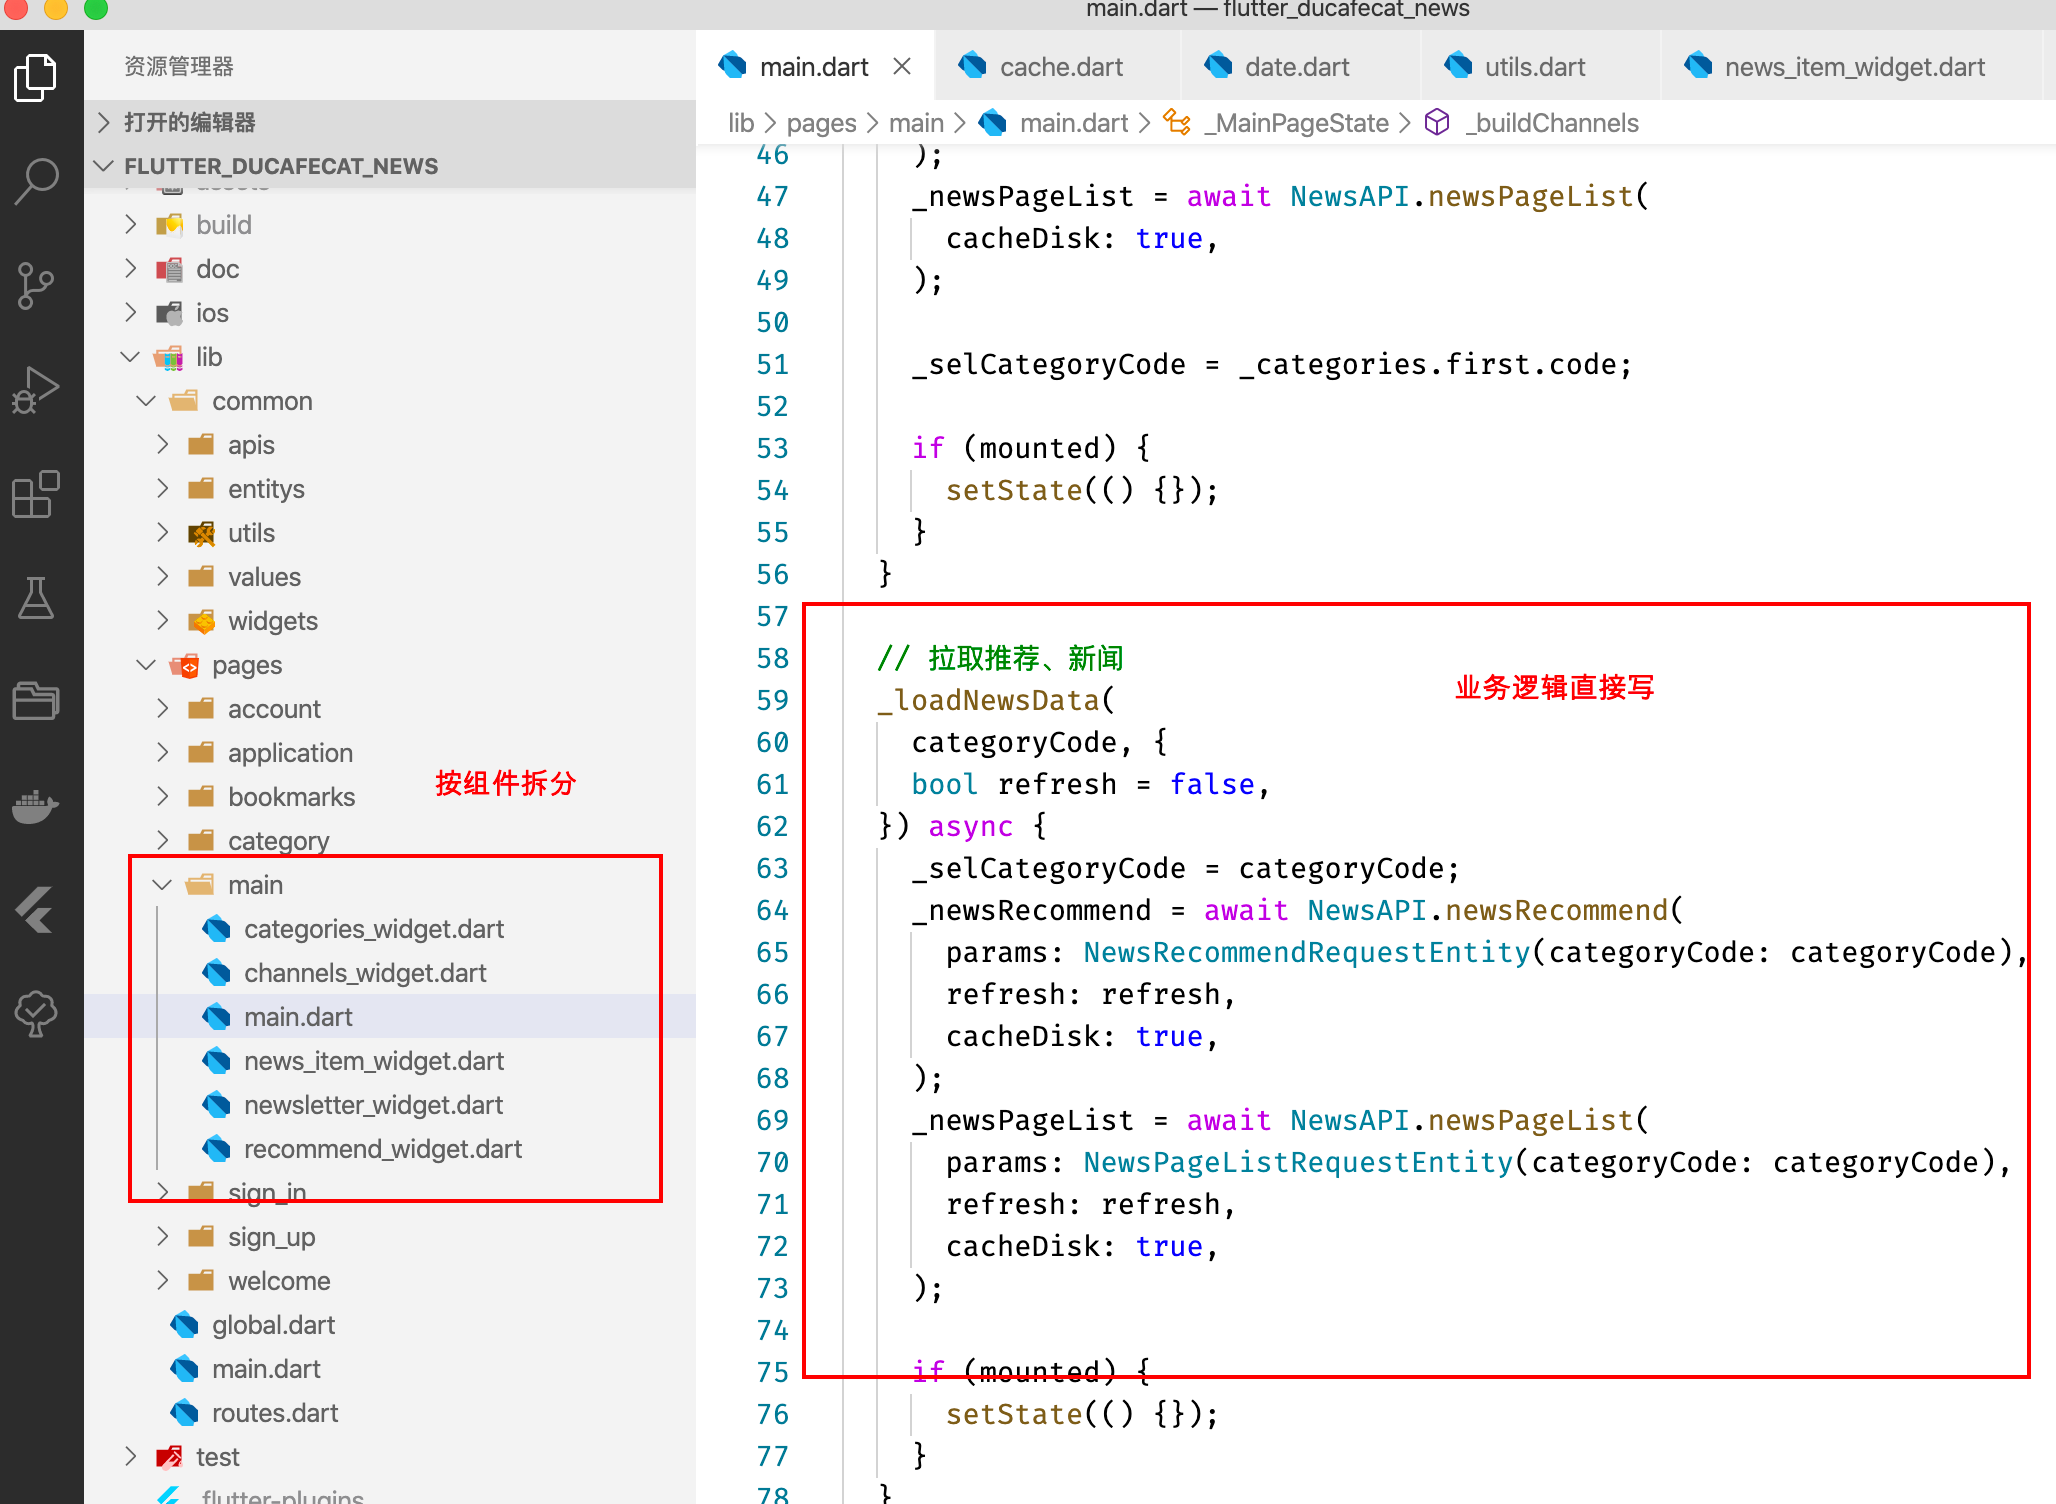 main.dart — flutter_ducafecat_news
资源管理器
打开的编辑器
FLUTTER_DUCAFECAT_NEWS
assets
build
doc
ios
lib
common
apis
entitys
utils
values
widgets
pages
account
application
bookmarks
category
按组件拆分
main
categories_widget.dart
channels_widget.dart
main.dart
news_item_widget.dart
newsletter_widget.dart
recommend_widget.dart
sign_in
sign_up
welcome
global.dart
main.dart
routes.dart
test
.flutter-plugins
main.dart
cache.dart
date.dart
utils.dart
news_item_widget.dart
lib > pages > main > main.dart > _MainPageState > _buildChannels
46 );
47 _newsPageList = await NewsAPI.newsPageList(
48 cacheDisk: true,
49 );
50
51 _selCategoryCode = _categories.first.code;
52
53 if (mounted) {
54 setState(() {});
55 }
56 }
57
58 // 拉取推荐、新闻
业务逻辑直接写
59 _loadNewsData(
60 categoryCode, {
61 bool refresh = false,
62 }) async {
63 _selCategoryCode = categoryCode;
64 _newsRecommend = await NewsAPI.newsRecommend(
65 params: NewsRecommendRequestEntity(categoryCode: categoryCode),
66 refresh: refresh,
67 cacheDisk: true,
68 );
69 _newsPageList = await NewsAPI.newsPageList(
70 params: NewsPageListRequestEntity(categoryCode: categoryCode),
71 refresh: refresh,
72 cacheDisk: true,
73 );
74
75 if (mounted) {
76 setState(() {});
77 }
78 }